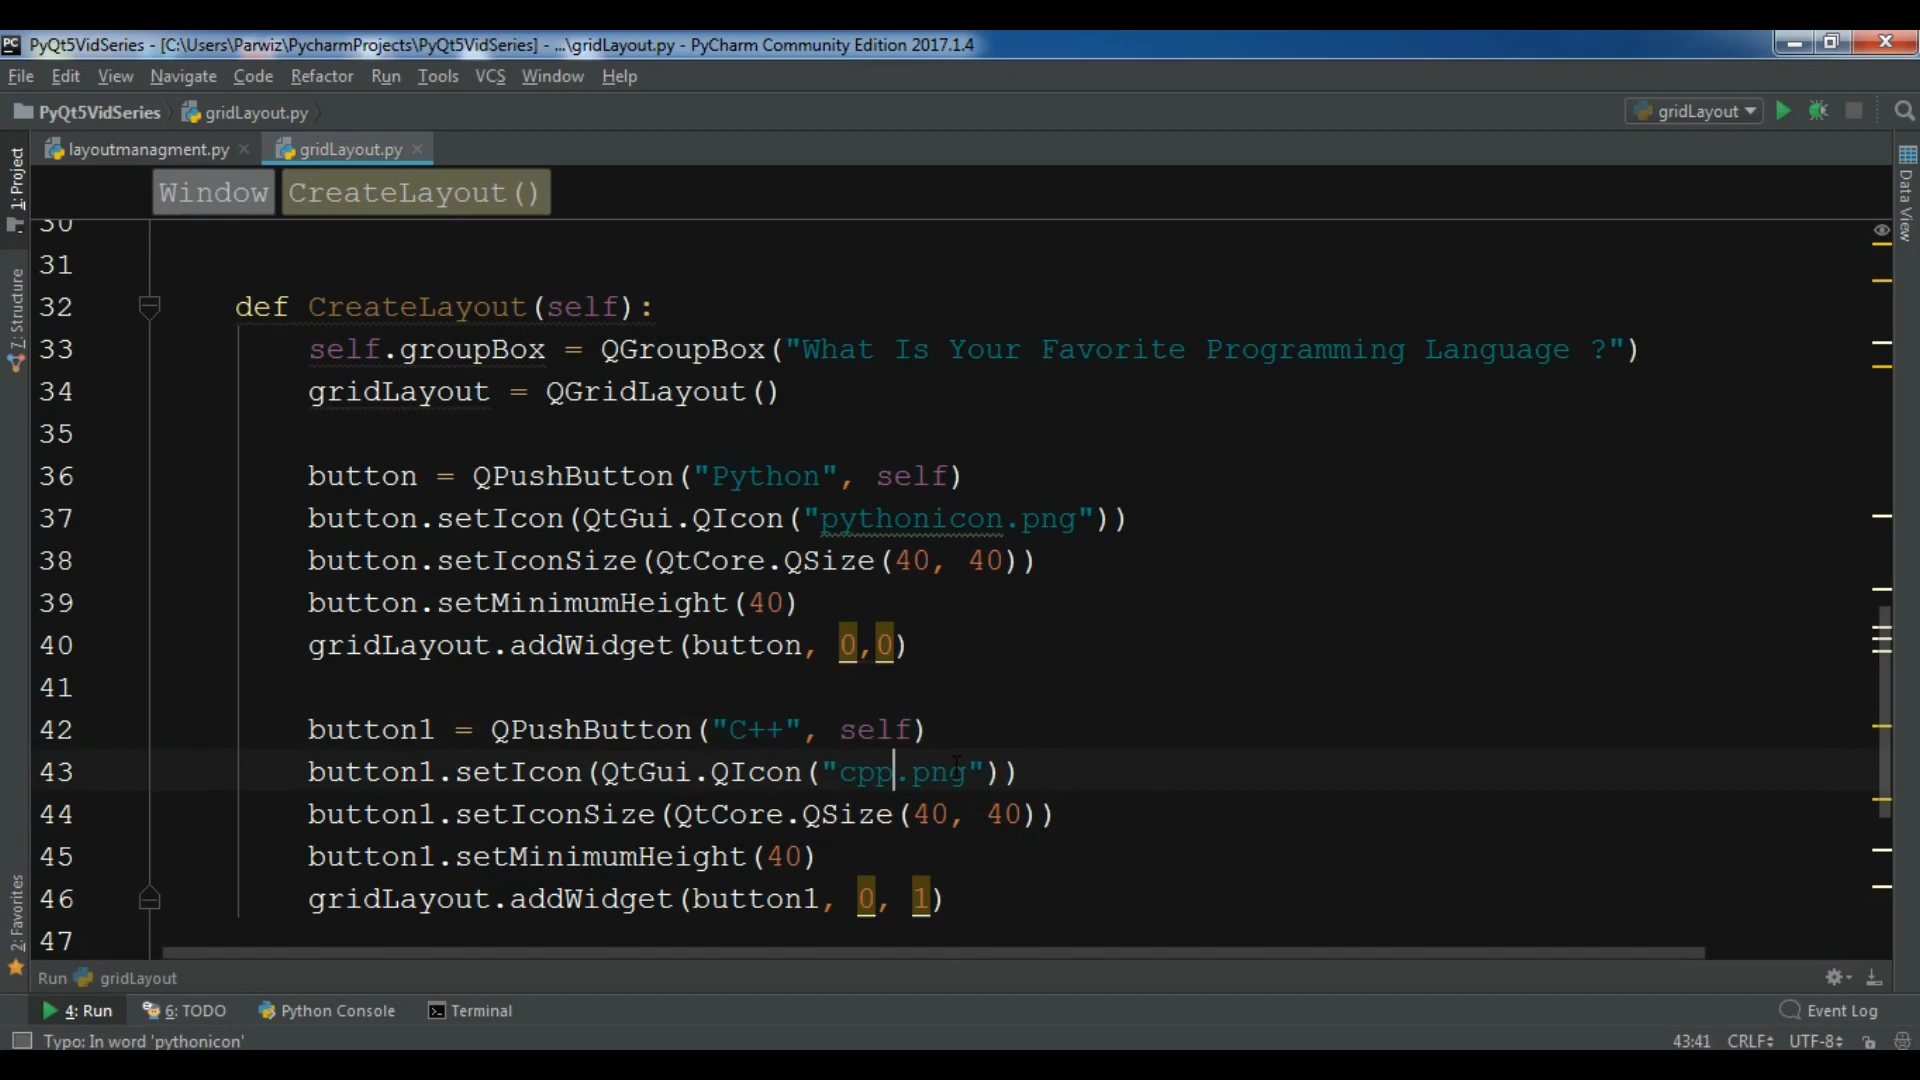 PC PyQt5VidSeries - [C:\Users\Parwiz\PycharmProjects\PyQt5VidSeries] - ...\gridLayout.py - PyCharm Community Edition 2017.1.4
File Edit View Navigate Code Refactor Run Tools VCS Window Help
PyQt5VidSeries gridLayout.py gridLayout
layoutmanagment.py gridLayout.py
Window CreateLayout()
1: Project
7: Structure
2: Favorites
Data View
30
31
32 def CreateLayout(self):
33 self.groupBox = QGroupBox("What Is Your Favorite Programming Language ?")
34 gridLayout = QGridLayout()
35
36 button = QPushButton("Python", self)
37 button.setIcon(QtGui.QIcon("pythonicon.png"))
38 button.setIconSize(QtCore.QSize(40, 40))
39 button.setMinimumHeight(40)
40 gridLayout.addWidget(button, 0,0)
41
42 button1 = QPushButton("C++", self)
43 button1.setIcon(QtGui.QIcon("cpp.png"))
44 button1.setIconSize(QtCore.QSize(40, 40))
45 button1.setMinimumHeight(40)
46 gridLayout.addWidget(button1, 0, 1)
47
Run gridLayout
4: Run 6: TODO Python Console Terminal Event Log
Typo: In word 'pythonicon' 43:41 CRLF UTF-8